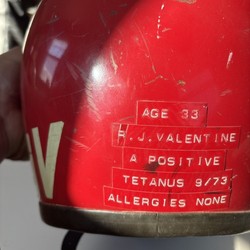 V
AGE 33
R.J.VALENTINE
A POSITIVE
TETANUS 9/73
ALLERGIES NONE